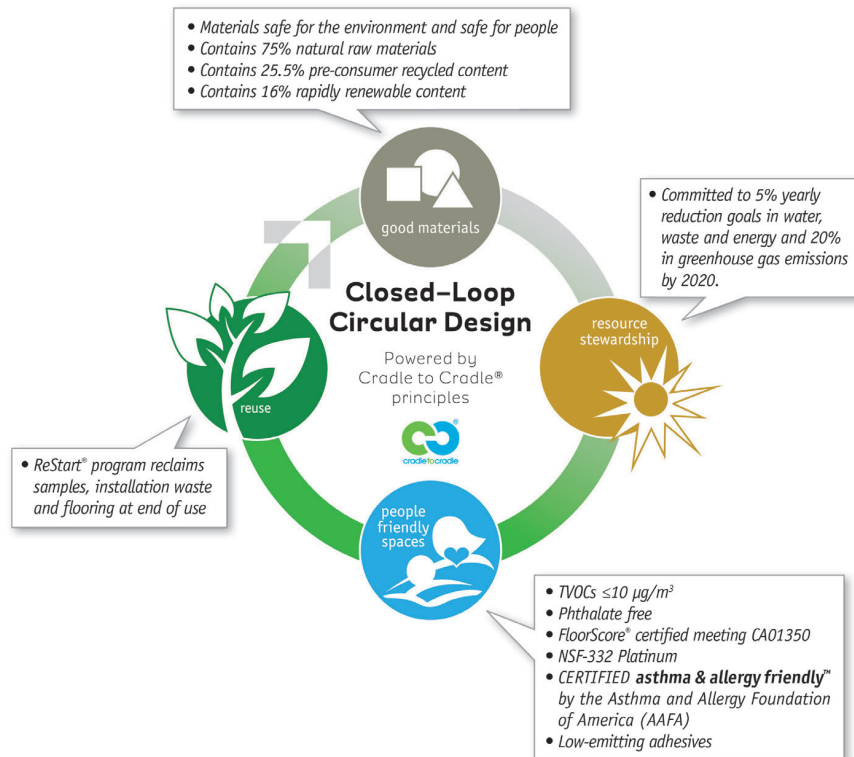 • Materials safe for the environment and safe for people
• Contains 75% natural raw materials
• Contains 25.5% pre-consumer recycled content
• Contains 16% rapidly renewable content
good materials
• Committed to 5% yearly
reduction goals in water,
waste and energy and 20%
in greenhouse gas emissions
by 2020.
resource
stewardship
Closed–Loop
Circular Design
Powered by
Cradle to Cradle®
principles
®
cradletocradle
reuse
• ReStart® program reclaims
samples, installation waste
and flooring at end of use
people
friendly
spaces
• TVOCs ≤10 µg/m³
• Phthalate free
• FloorScore® certified meeting CA01350
• NSF-332 Platinum
• CERTIFIED asthma & allergy friendly™
by the Asthma and Allergy Foundation
of America (AAFA)
• Low-emitting adhesives